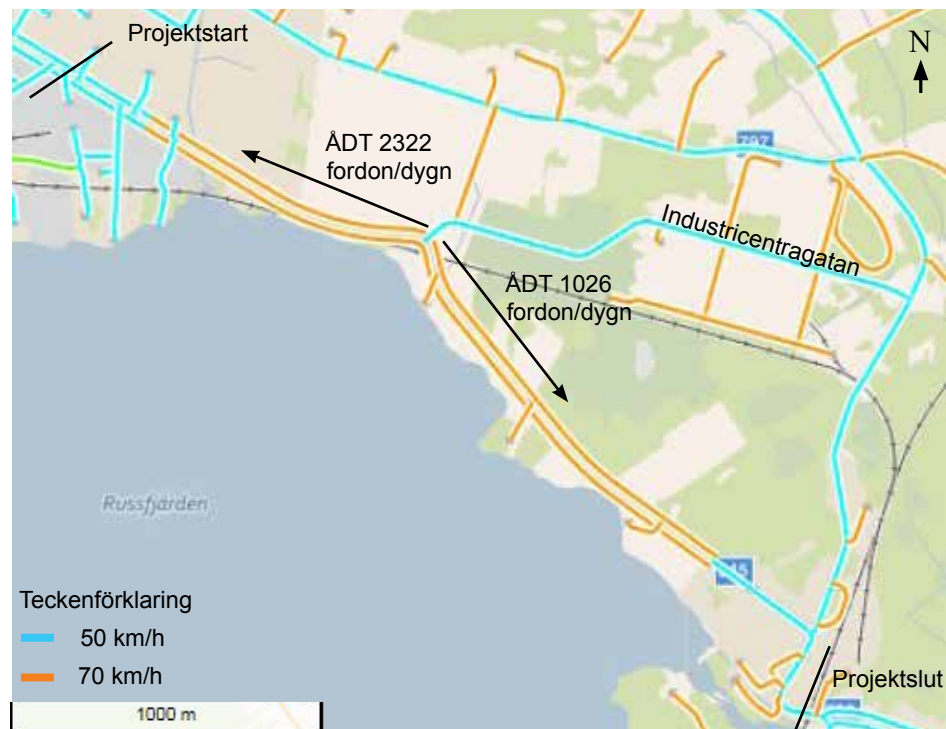 Projektstart
N
ÅDT 2322
fordon/dygn
Industricentragatan
ÅDT 1026
fordon/dygn
Russfjärden
Teckenförklaring
50 km/h
70 km/h
Projektslut
1000 m